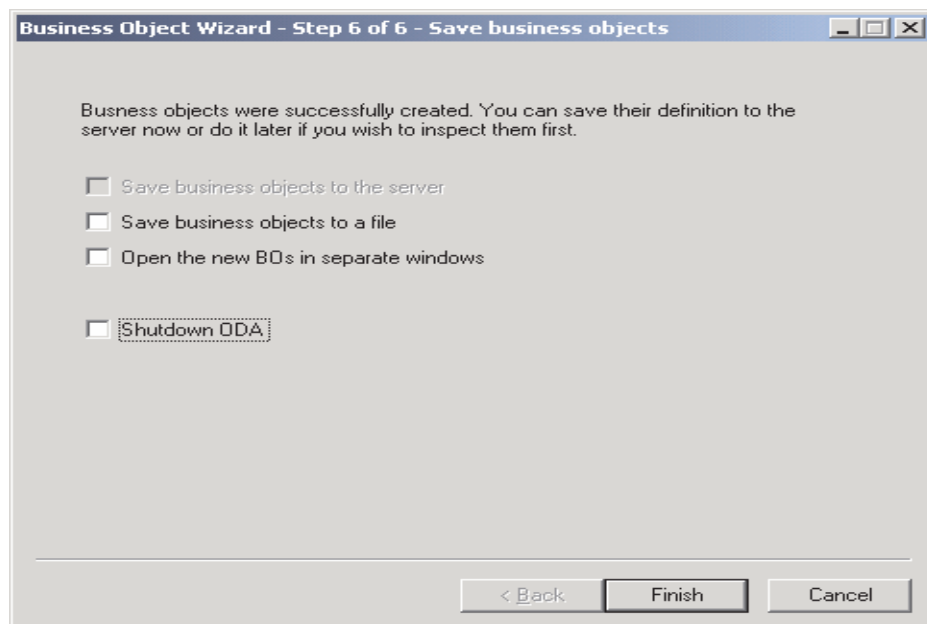 Business Object Wizard - Step 6 of 6 - Save business objects
Busness objects were successfully created. You can save their definition to the
server now or do it later if you wish to inspect them first.
Save business objects to the server
Save business objects to a file
Open the new BOs in separate windows
Shutdown ODA
< Back
Finish
Cancel